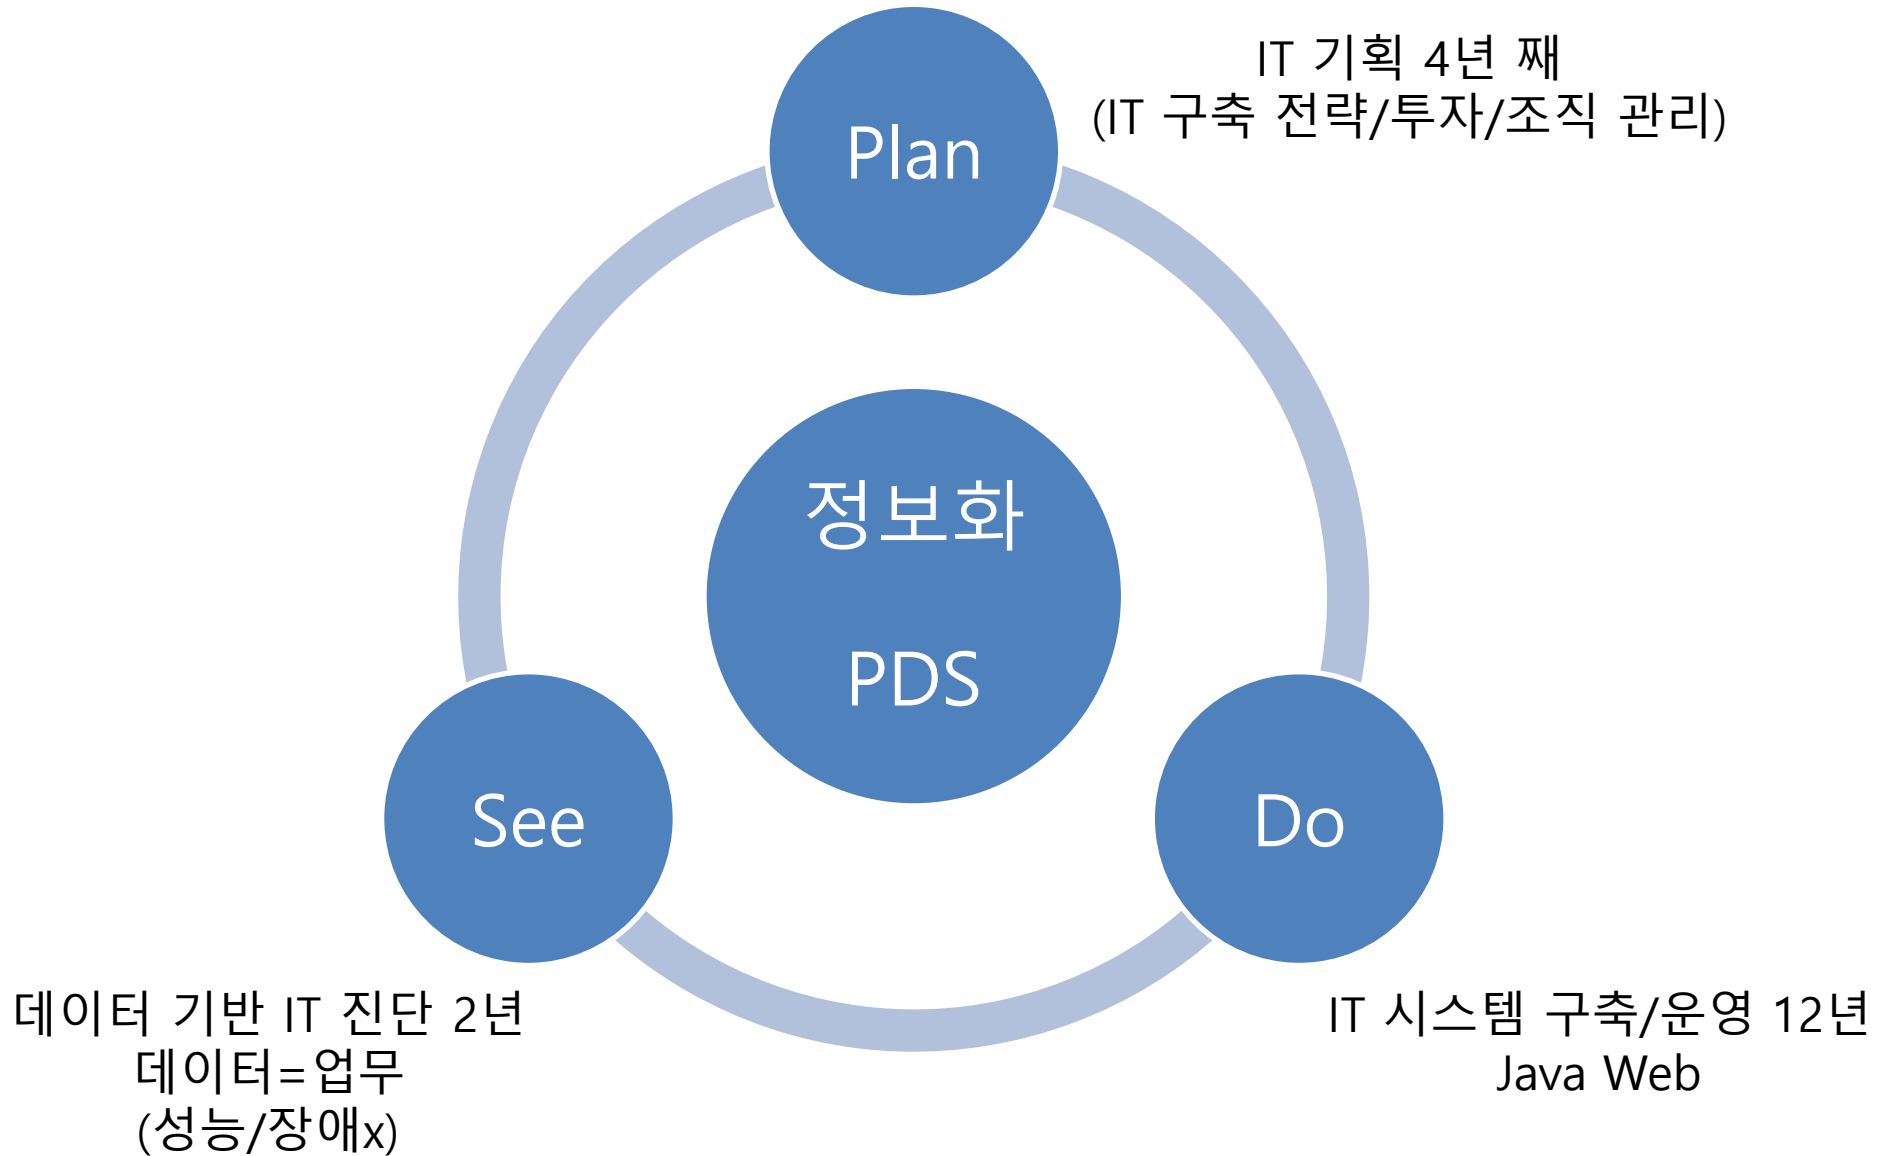 Plan
IT 기획 4년 째
(IT 구축 전략/투자/조직 관리)
정보화
PDS
See
Do
데이터 기반 IT 진단 2년
데이터=업무
(성능/장애x)
IT 시스템 구축/운영 12년
Java Web